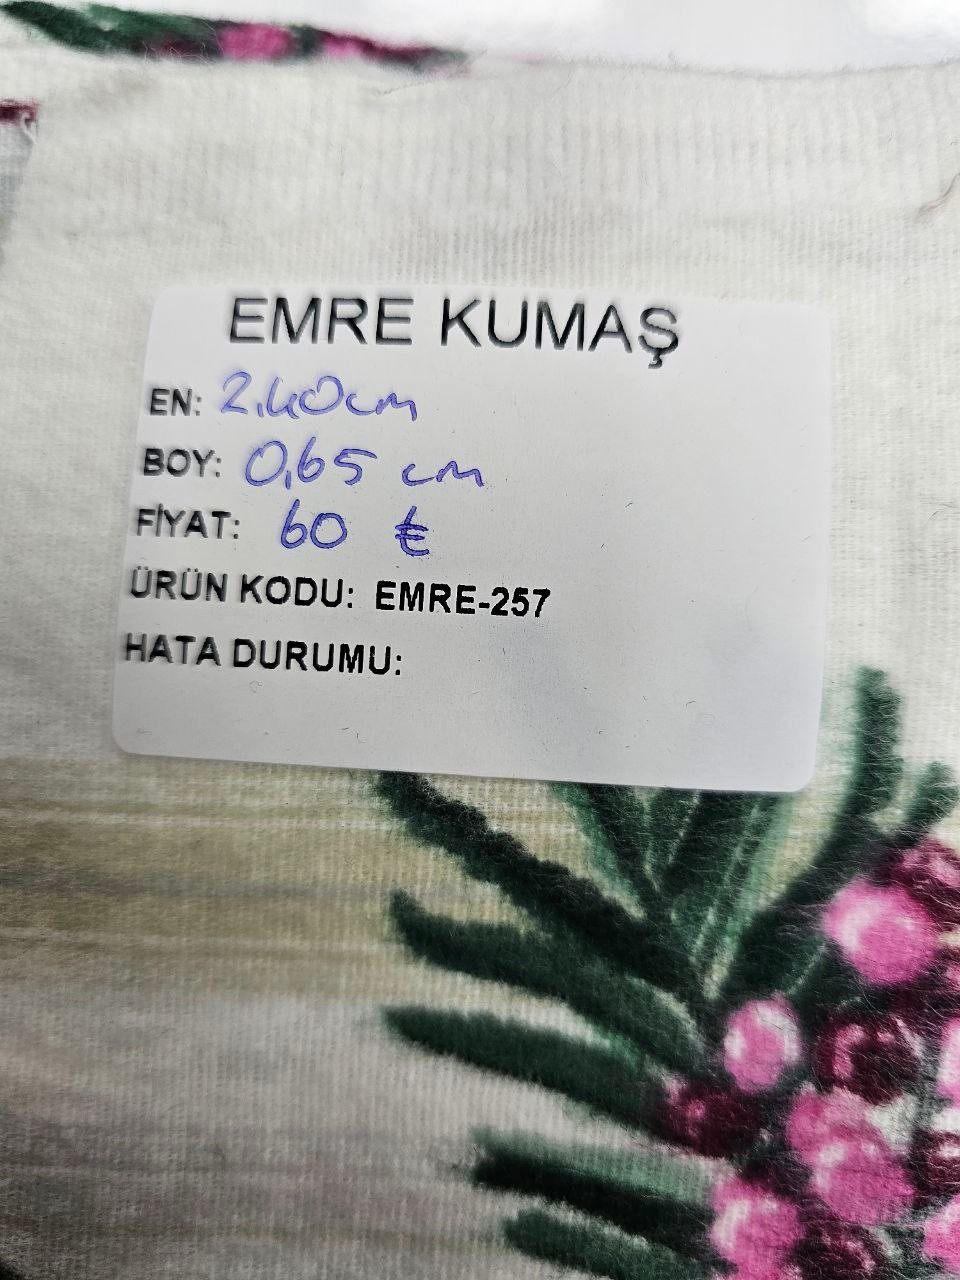 EMRE KUMAŞ
EN: 2.40cm
BOY: 0,65 cm
FİYAT: 60 €
ÜRÜN KODU: EMRE-257
HATA DURUMU: